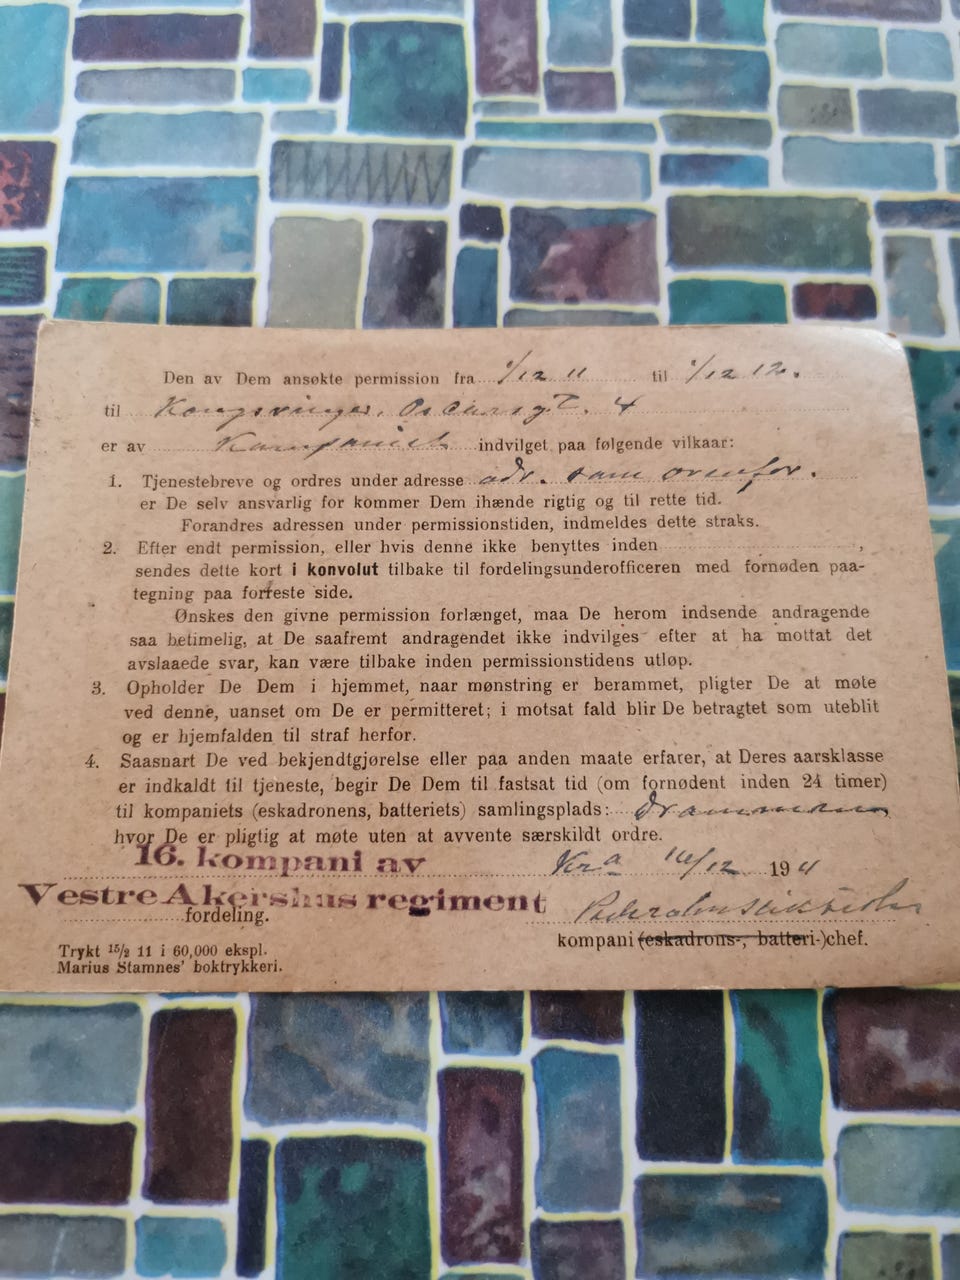 Den av Dem ansøkte permission fra 1/12 11 til 1/12 12.
til Kongsvinger, Oscarsgt. 4
er av Kompaniet indvilget paa følgende vilkaar:
1. Tjenestebreve og ordres under adresse adr. som ovenfor.
er De selv ansvarlig for kommer Dem ihænde rigtig og til rette tid.
Forandres adressen under permissionstiden, indmeldes dette straks.
2. Efter endt permission, eller hvis denne ikke benyttes inden ,
sendes dette kort i konvolut tilbake til fordelingsunderofficeren med fornøden paa-
tegning paa forreste side.
Ønskes den givne permission forlænget, maa De herom indsende andragende
saa betimelig, at De saafremt andragendet ikke indvilges efter at ha mottat det
avslaaede svar, kan være tilbake inden permissionstidens utløp.
3. Opholder De Dem i hjemmet, naar mønstring er berammet, pligter De at møte
ved denne, uanset om De er permitteret; i motsat fald blir De betragtet som uteblit
og er hjemfalden til straf herfor.
4. Saasnart De ved bekjendtgjørelse eller paa anden maate erfarer, at Deres aarsklasse
er indkaldt til tjeneste, begir De Dem til fastsat tid (om fornødent inden 24 timer)
til kompaniets (eskadronens, batteriets) samlingsplads: Drammen
hvor De er pligtig at møte uten at avvente særskildt ordre.
16. kompani av Kra /12 1911
Vestre Akershus regiment
fordeling.
kompani (eskadrons-, batteri-)chef.
Trykt 15/2 11 i 60,000 ekspl.
Marius Stamnes' boktrykkeri.